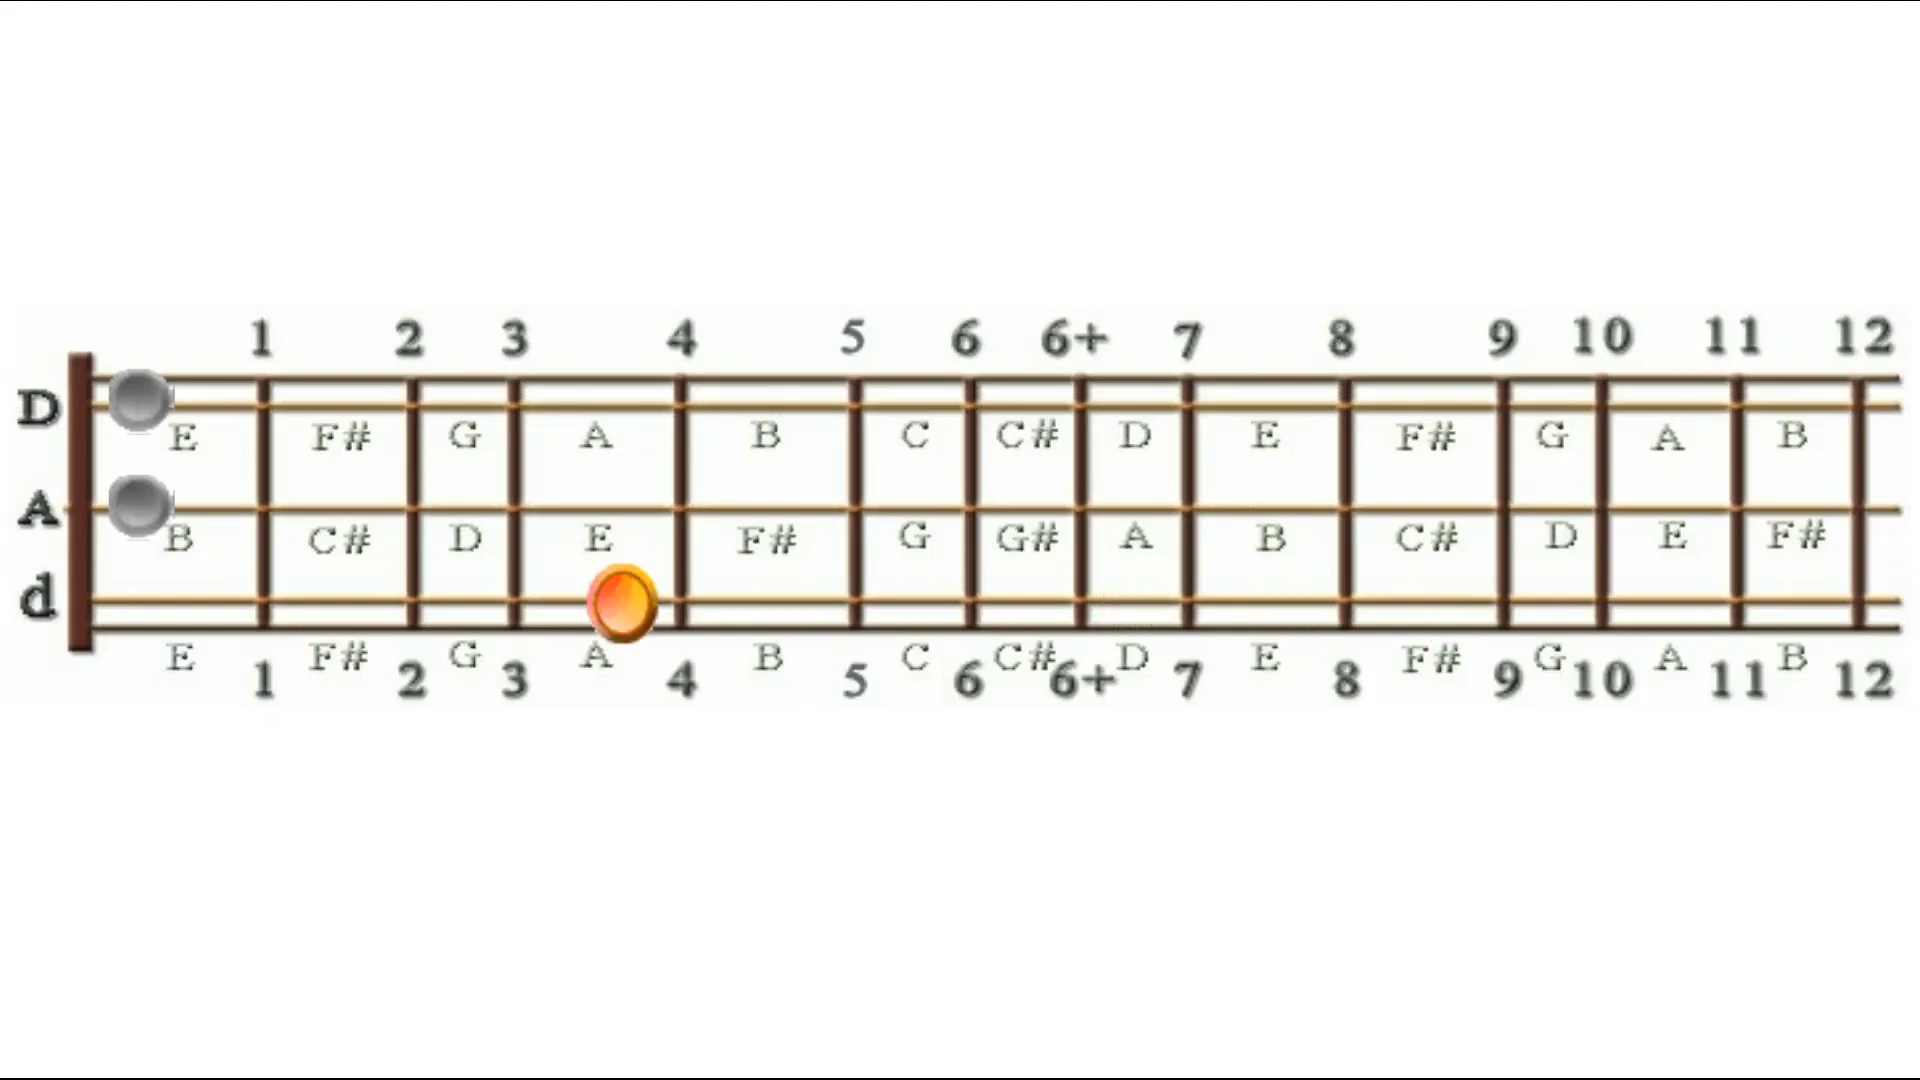 1 2 3 4 5 6 6+ 7 8 9 10 11 12
D
E F# G A B C C# D E F# G A B
A
B C# D E F# G G# A B C# D E F#
d
E F# G A B C C# D E F# G A B
1 2 3 4 5 6 6+ 7 8 9 10 11 12